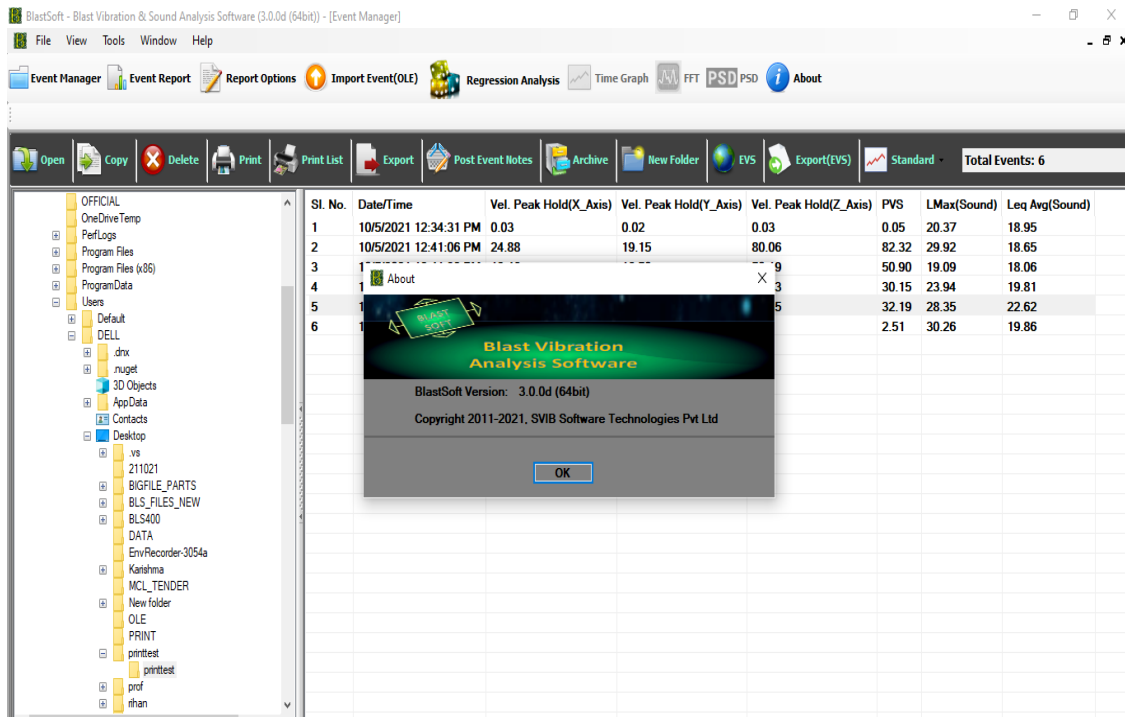 BlastSoft - Blast Vibration & Sound Analysis Software (3.0.0d (64bit)) - [Event Manager]
File View Tools Window Help
Event Manager Event Report Report Options Import Event(OLE) Regression Analysis Time Graph FFT PSD PSD About
Open Copy Delete Print Print List Export Post Event Notes Archive New Folder EVS Export(EVS) Standard Total Events: 6
OFFICIAL
OneDriveTemp
PerfLogs
Program Files
Program Files (x86)
ProgramData
Users
Default
DELL
.dnx
.nuget
3D Objects
AppData
Contacts
Desktop
.vs
211021
BIGFILE_PARTS
BLS_FILES_NEW
BLS400
DATA
EnvRecorder-3054a
Karishma
MCL_TENDER
New folder
OLE
PRINT
printtest
printtest
prof
rihan
Sl. No. Date/Time Vel. Peak Hold(X_Axis) Vel. Peak Hold(Y_Axis) Vel. Peak Hold(Z_Axis) PVS LMax(Sound) Leq Avg(Sound)
1 10/5/2021 12:34:31 PM 0.03 0.02 0.03 0.05 20.37 18.95
2 10/5/2021 12:41:06 PM 24.88 19.15 80.06 82.32 29.92 18.65
3 50.90 19.09 18.06
4 30.15 23.94 19.81
5 32.19 28.35 22.62
6 2.51 30.26 19.86
About
BLAST
SOFT
Blast Vibration
Analysis Software
BlastSoft Version: 3.0.0d (64bit)
Copyright 2011-2021, SVIB Software Technologies Pvt Ltd
OK